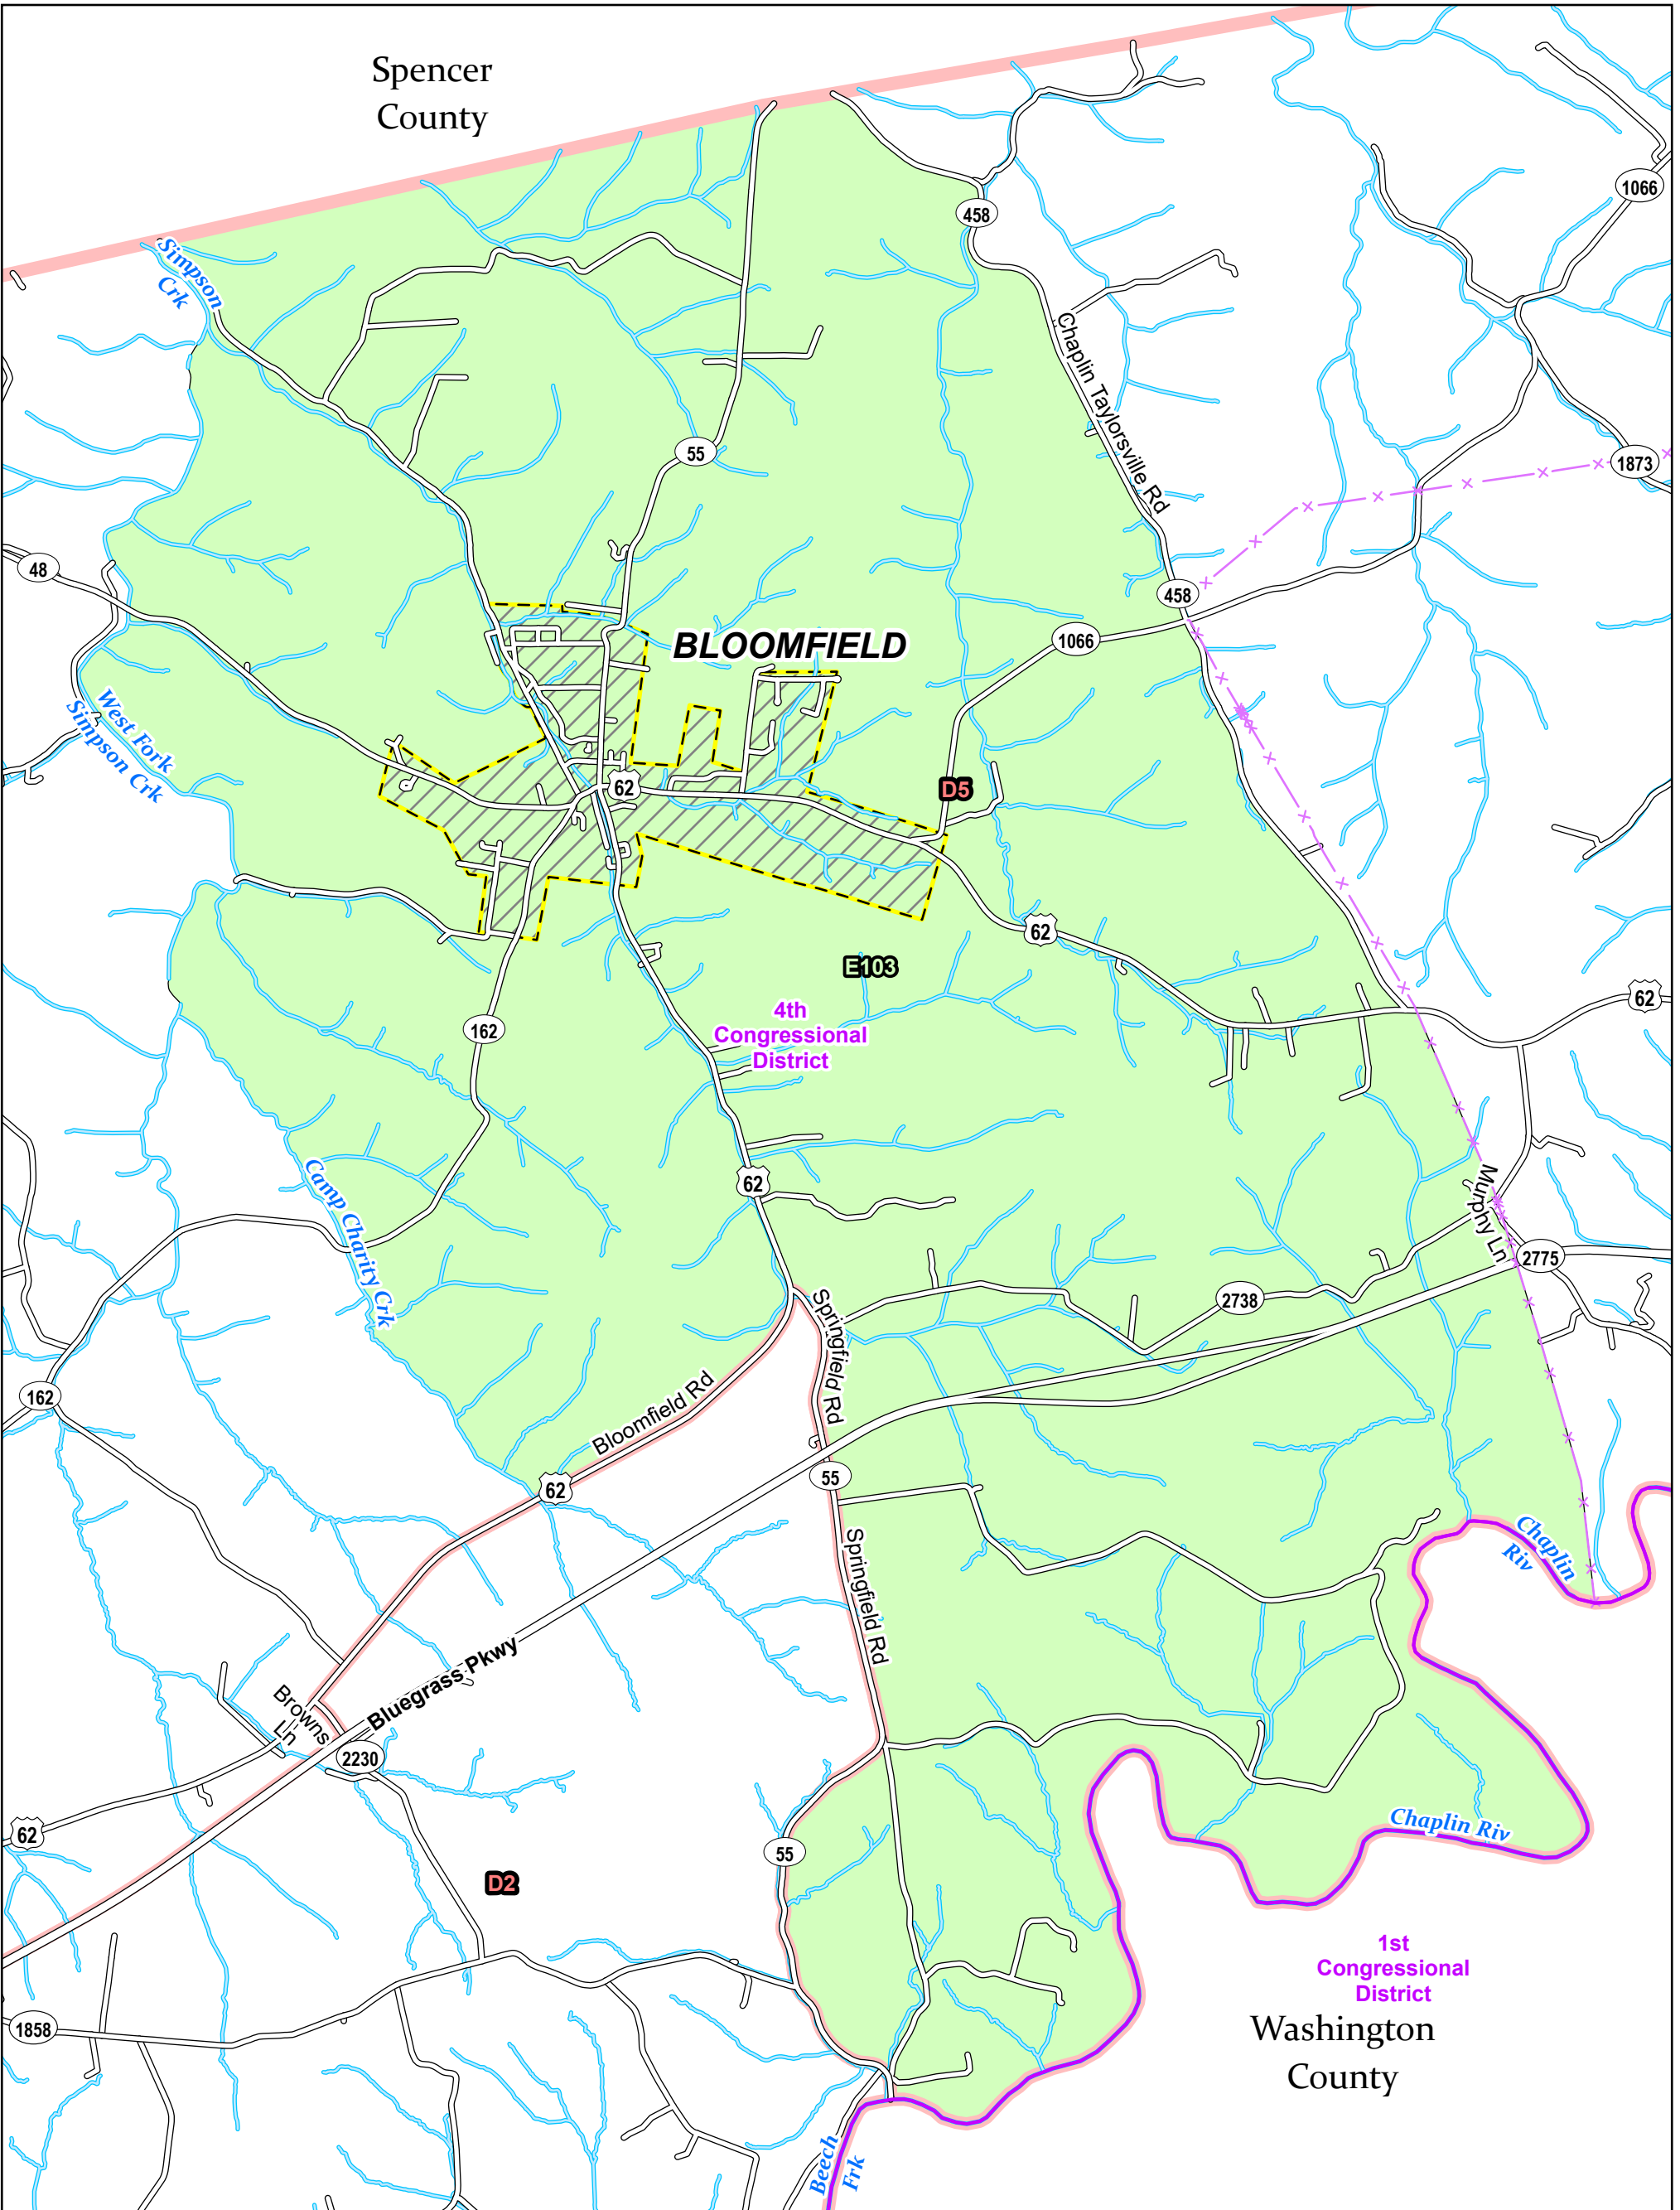 Spencer
County
1066
458
Simpson
Crk
Chaplin Taylorsville Rd
55
1873
48
458
1066
BLOOMFIELD
West Fork
Simpson Crk
62
D5
62
E103
62
4th
Congressional
District
162
Camp Charity Crk
62
Murphy Ln
2775
2738
Springfield Rd
162
Bloomfield Rd
55
62
Chaplin
Riv
Springfield Rd
Bluegrass Pkwy
Browns
Ln
2230
62
Chaplin Riv
55
D2
1st
Congressional
District
Washington
County
1858
Beech
Frk